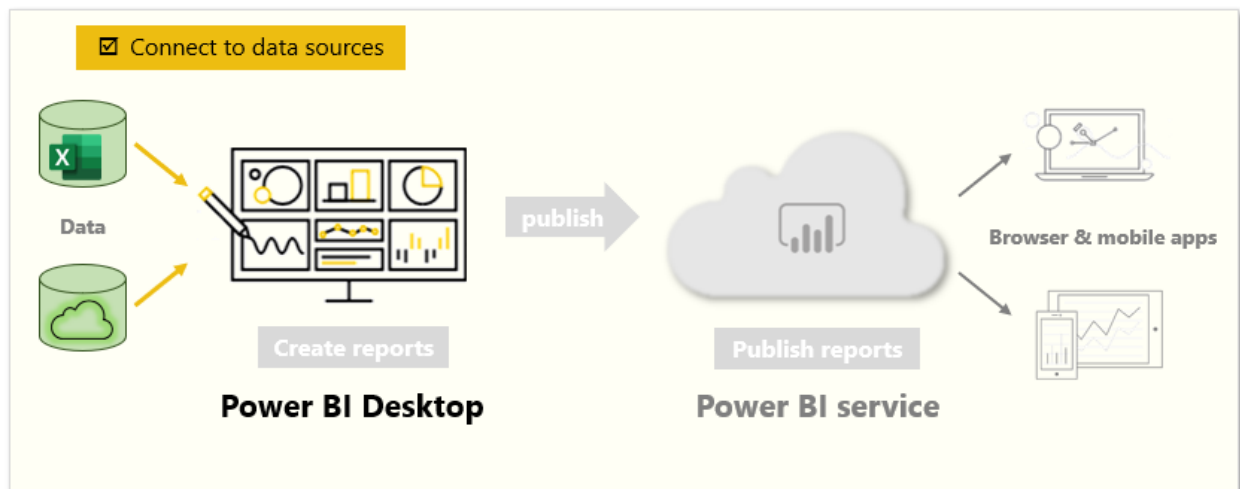 Connect to data sources
X
Data
publish
Browser & mobile apps
Create reports
Publish reports
Power BI Desktop
Power BI service